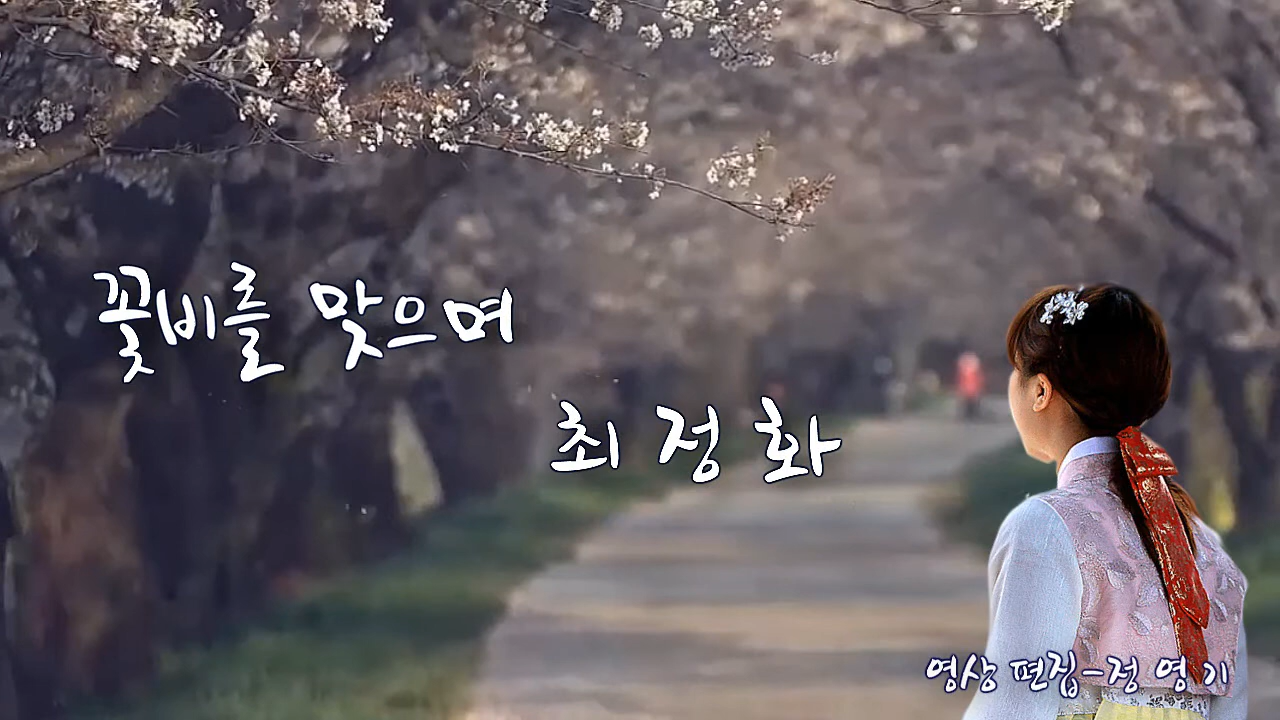 꽃비를 맞으며
최 정 화
영상 편집-정 영 기